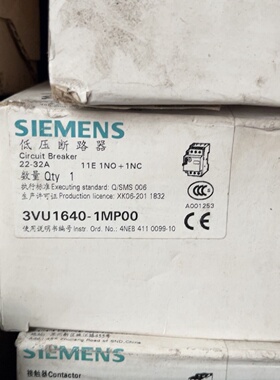 SIEMENS
低压断路器
Circuit Breaker
22-32A 11E 1NO+1NC
数量 Qty 1
执行标准 Executing standard: Q/SMS 006
生产许可证 Production licence: XK06-201 1832
A001253
3VU1640-1MP00
使用说明书编号 Instr. Ord. No.: 4NEB 411 0099-10
SIEMENS
接触器 Contactor